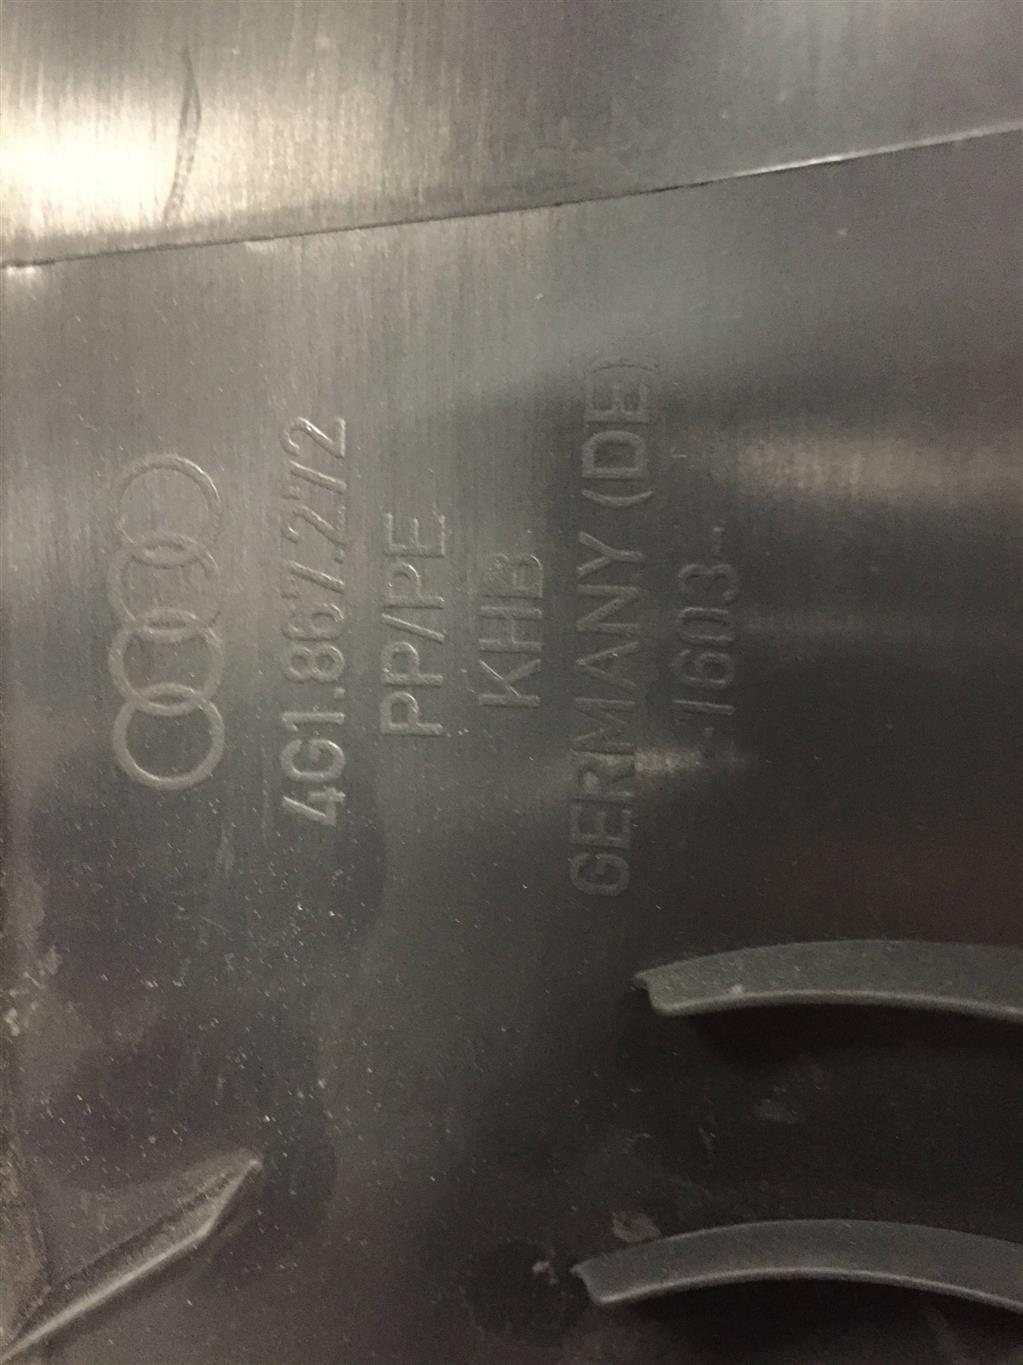 4G1.867.272
PP/PE
KHB
GERMANY (DE)
-1603-